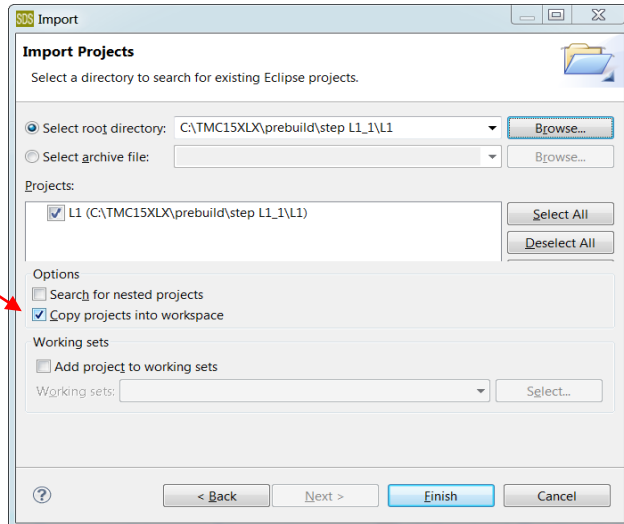 SDS Import
Import Projects
Select a directory to search for existing Eclipse projects.
Select root directory: C:\TMC15XLX\prebuild\step L1_1\L1 Browse...
Select archive file: Browse...
Projects:
L1 (C:\TMC15XLX\prebuild\step L1_1\L1)
Select All
Deselect All
Options
Search for nested projects
Copy projects into workspace
Working sets
Add project to working sets
Working sets: Select...
? < Back Next > Finish Cancel